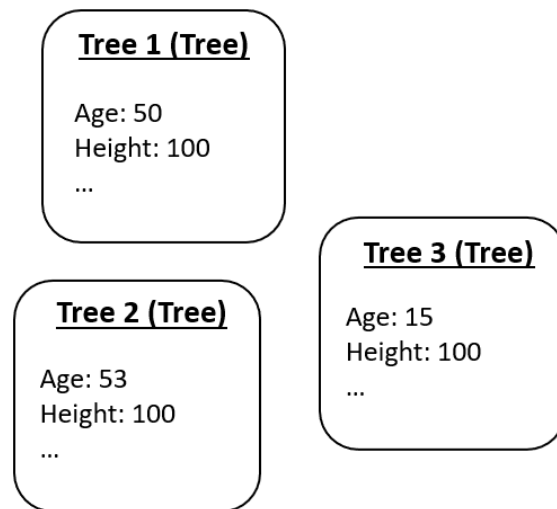 Tree 1 (Tree)
Age: 50
Height: 100
...
Tree 2 (Tree)
Age: 53
Height: 100
...
Tree 3 (Tree)
Age: 15
Height: 100
...